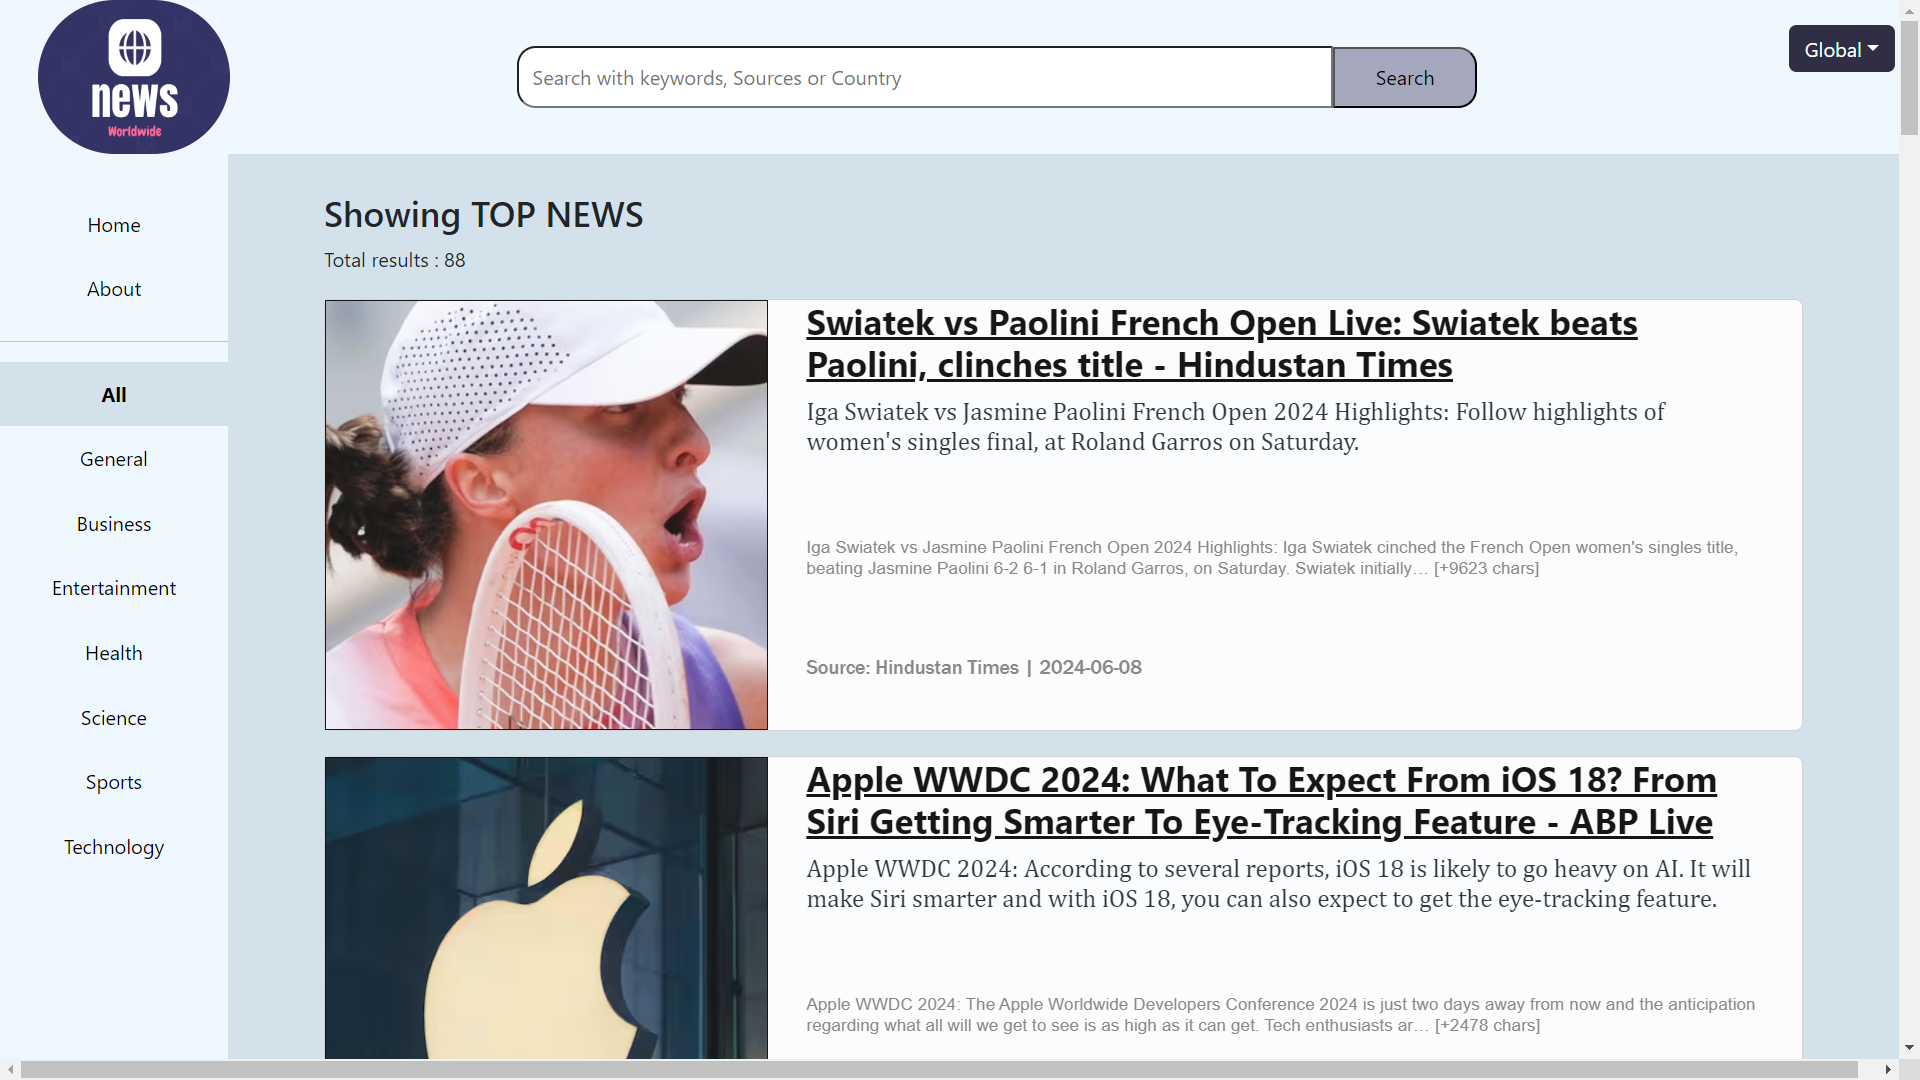 news
Worldwide
Search with keywords, Sources or Country
Search
Global
Home
About
All
General
Business
Entertainment
Health
Science
Sports
Technology
Showing TOP NEWS
Total results : 88
Swiatek vs Paolini French Open Live: Swiatek beats
Paolini, clinches title - Hindustan Times
Iga Swiatek vs Jasmine Paolini French Open 2024 Highlights: Follow highlights of
women's singles final, at Roland Garros on Saturday.
Iga Swiatek vs Jasmine Paolini French Open 2024 Highlights: Iga Swiatek cinched the French Open women's singles title,
beating Jasmine Paolini 6-2 6-1 in Roland Garros, on Saturday. Swiatek initially… [+9623 chars]
Source: Hindustan Times | 2024-06-08
Apple WWDC 2024: What To Expect From iOS 18? From
Siri Getting Smarter To Eye-Tracking Feature - ABP Live
Apple WWDC 2024: According to several reports, iOS 18 is likely to go heavy on AI. It will
make Siri smarter and with iOS 18, you can also expect to get the eye-tracking feature.
Apple WWDC 2024: The Apple Worldwide Developers Conference 2024 is just two days away from now and the anticipation
regarding what all will we get to see is as high as it can get. Tech enthusiasts ar… [+2478 chars]